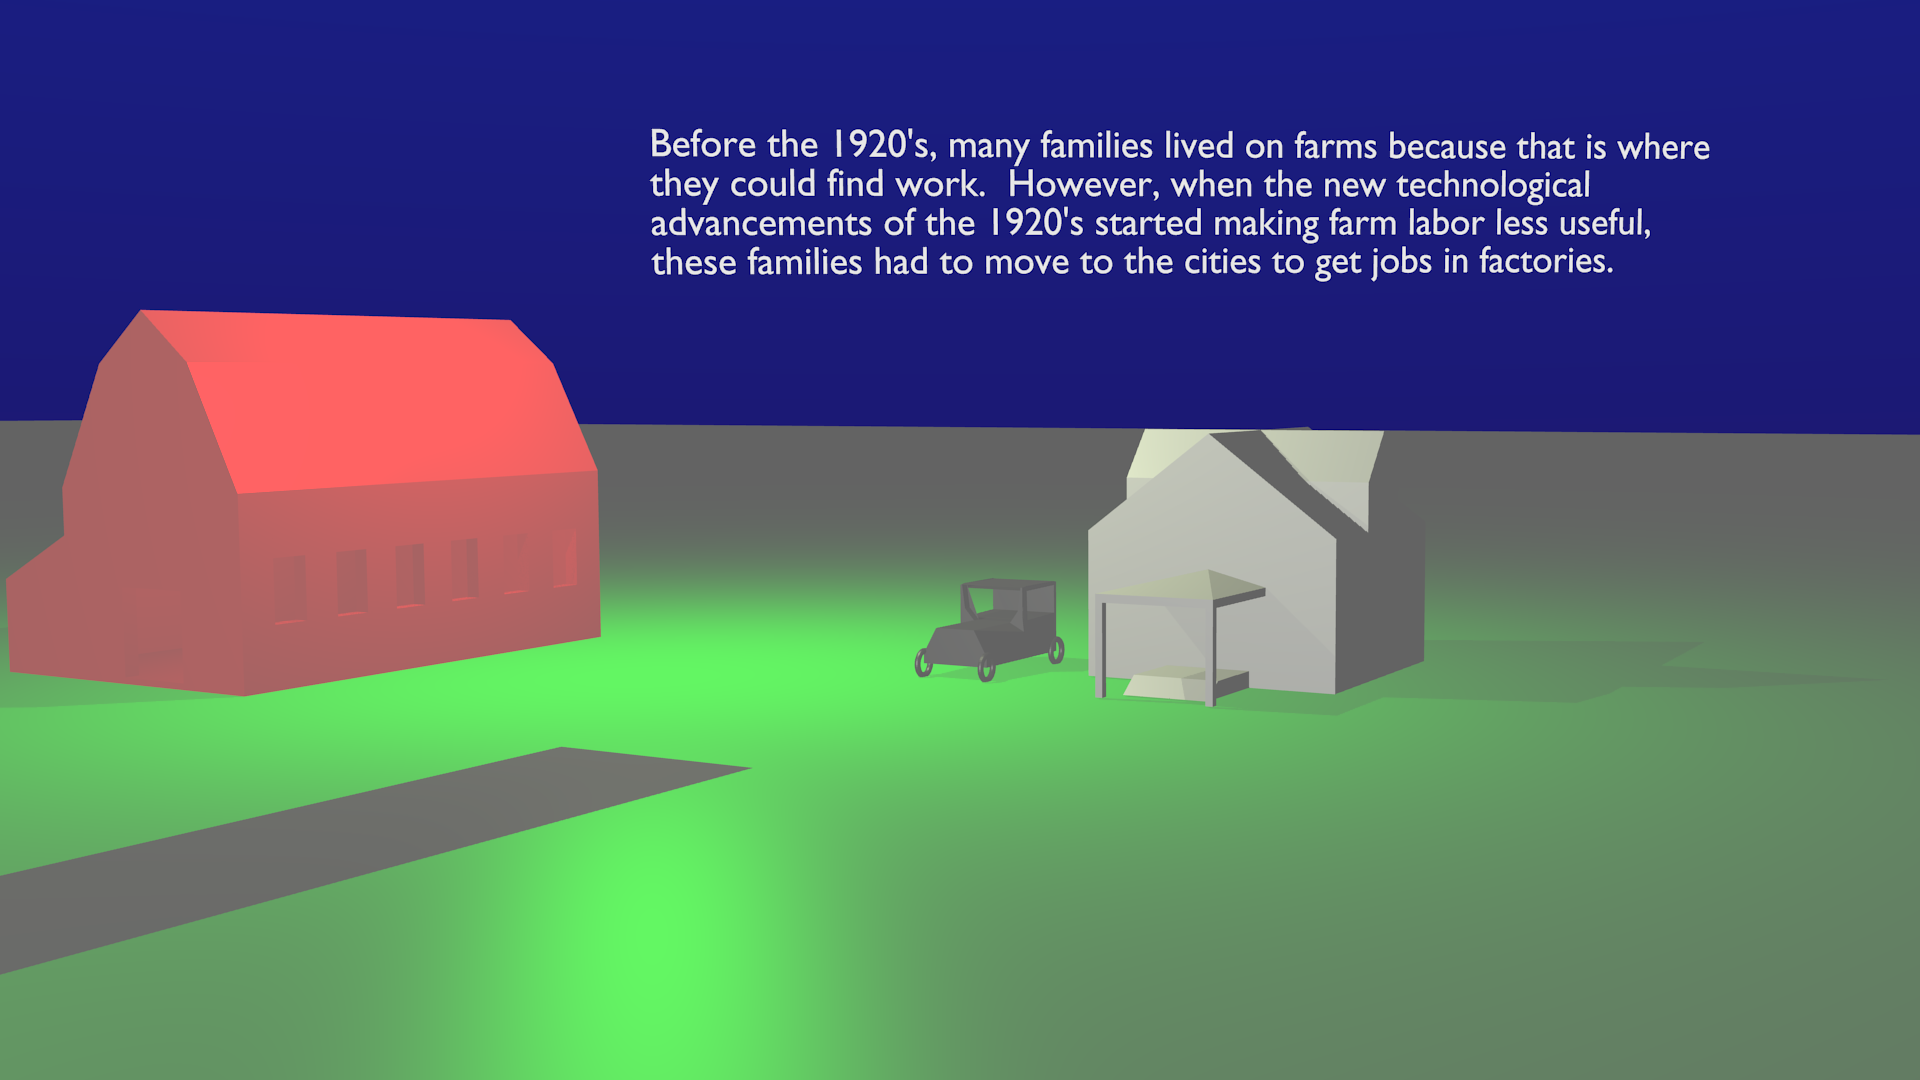 Before the 1920's, many families lived on farms because that is where
they could find work.  However, when the new technological
advancements of the 1920's started making farm labor less useful,
these families had to move to the cities to get jobs in factories.